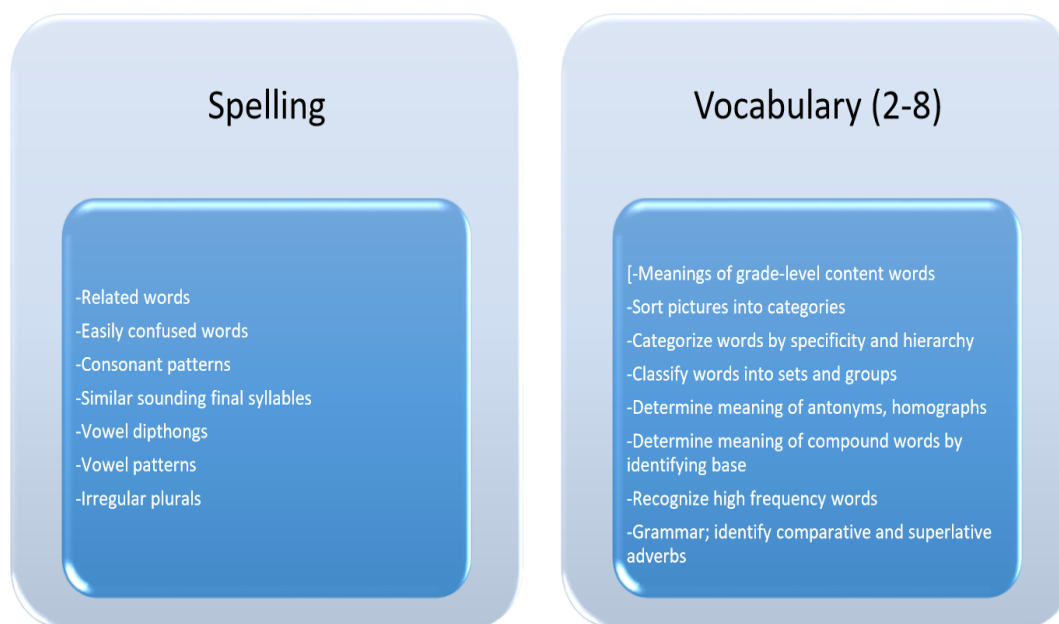 Spelling
-Related words
-Easily confused words
-Consonant patterns
-Similar sounding final syllables
-Vowel dipthongs
-Vowel patterns
-Irregular plurals
Vocabulary (2-8)
[-Meanings of grade-level content words
-Sort pictures into categories
-Categorize words by specificity and hierarchy
-Classify words into sets and groups
-Determine meaning of antonyms, homographs
-Determine meaning of compound words by
identifying base
-Recognize high frequency words
-Grammar; identify comparative and superlative
adverbs